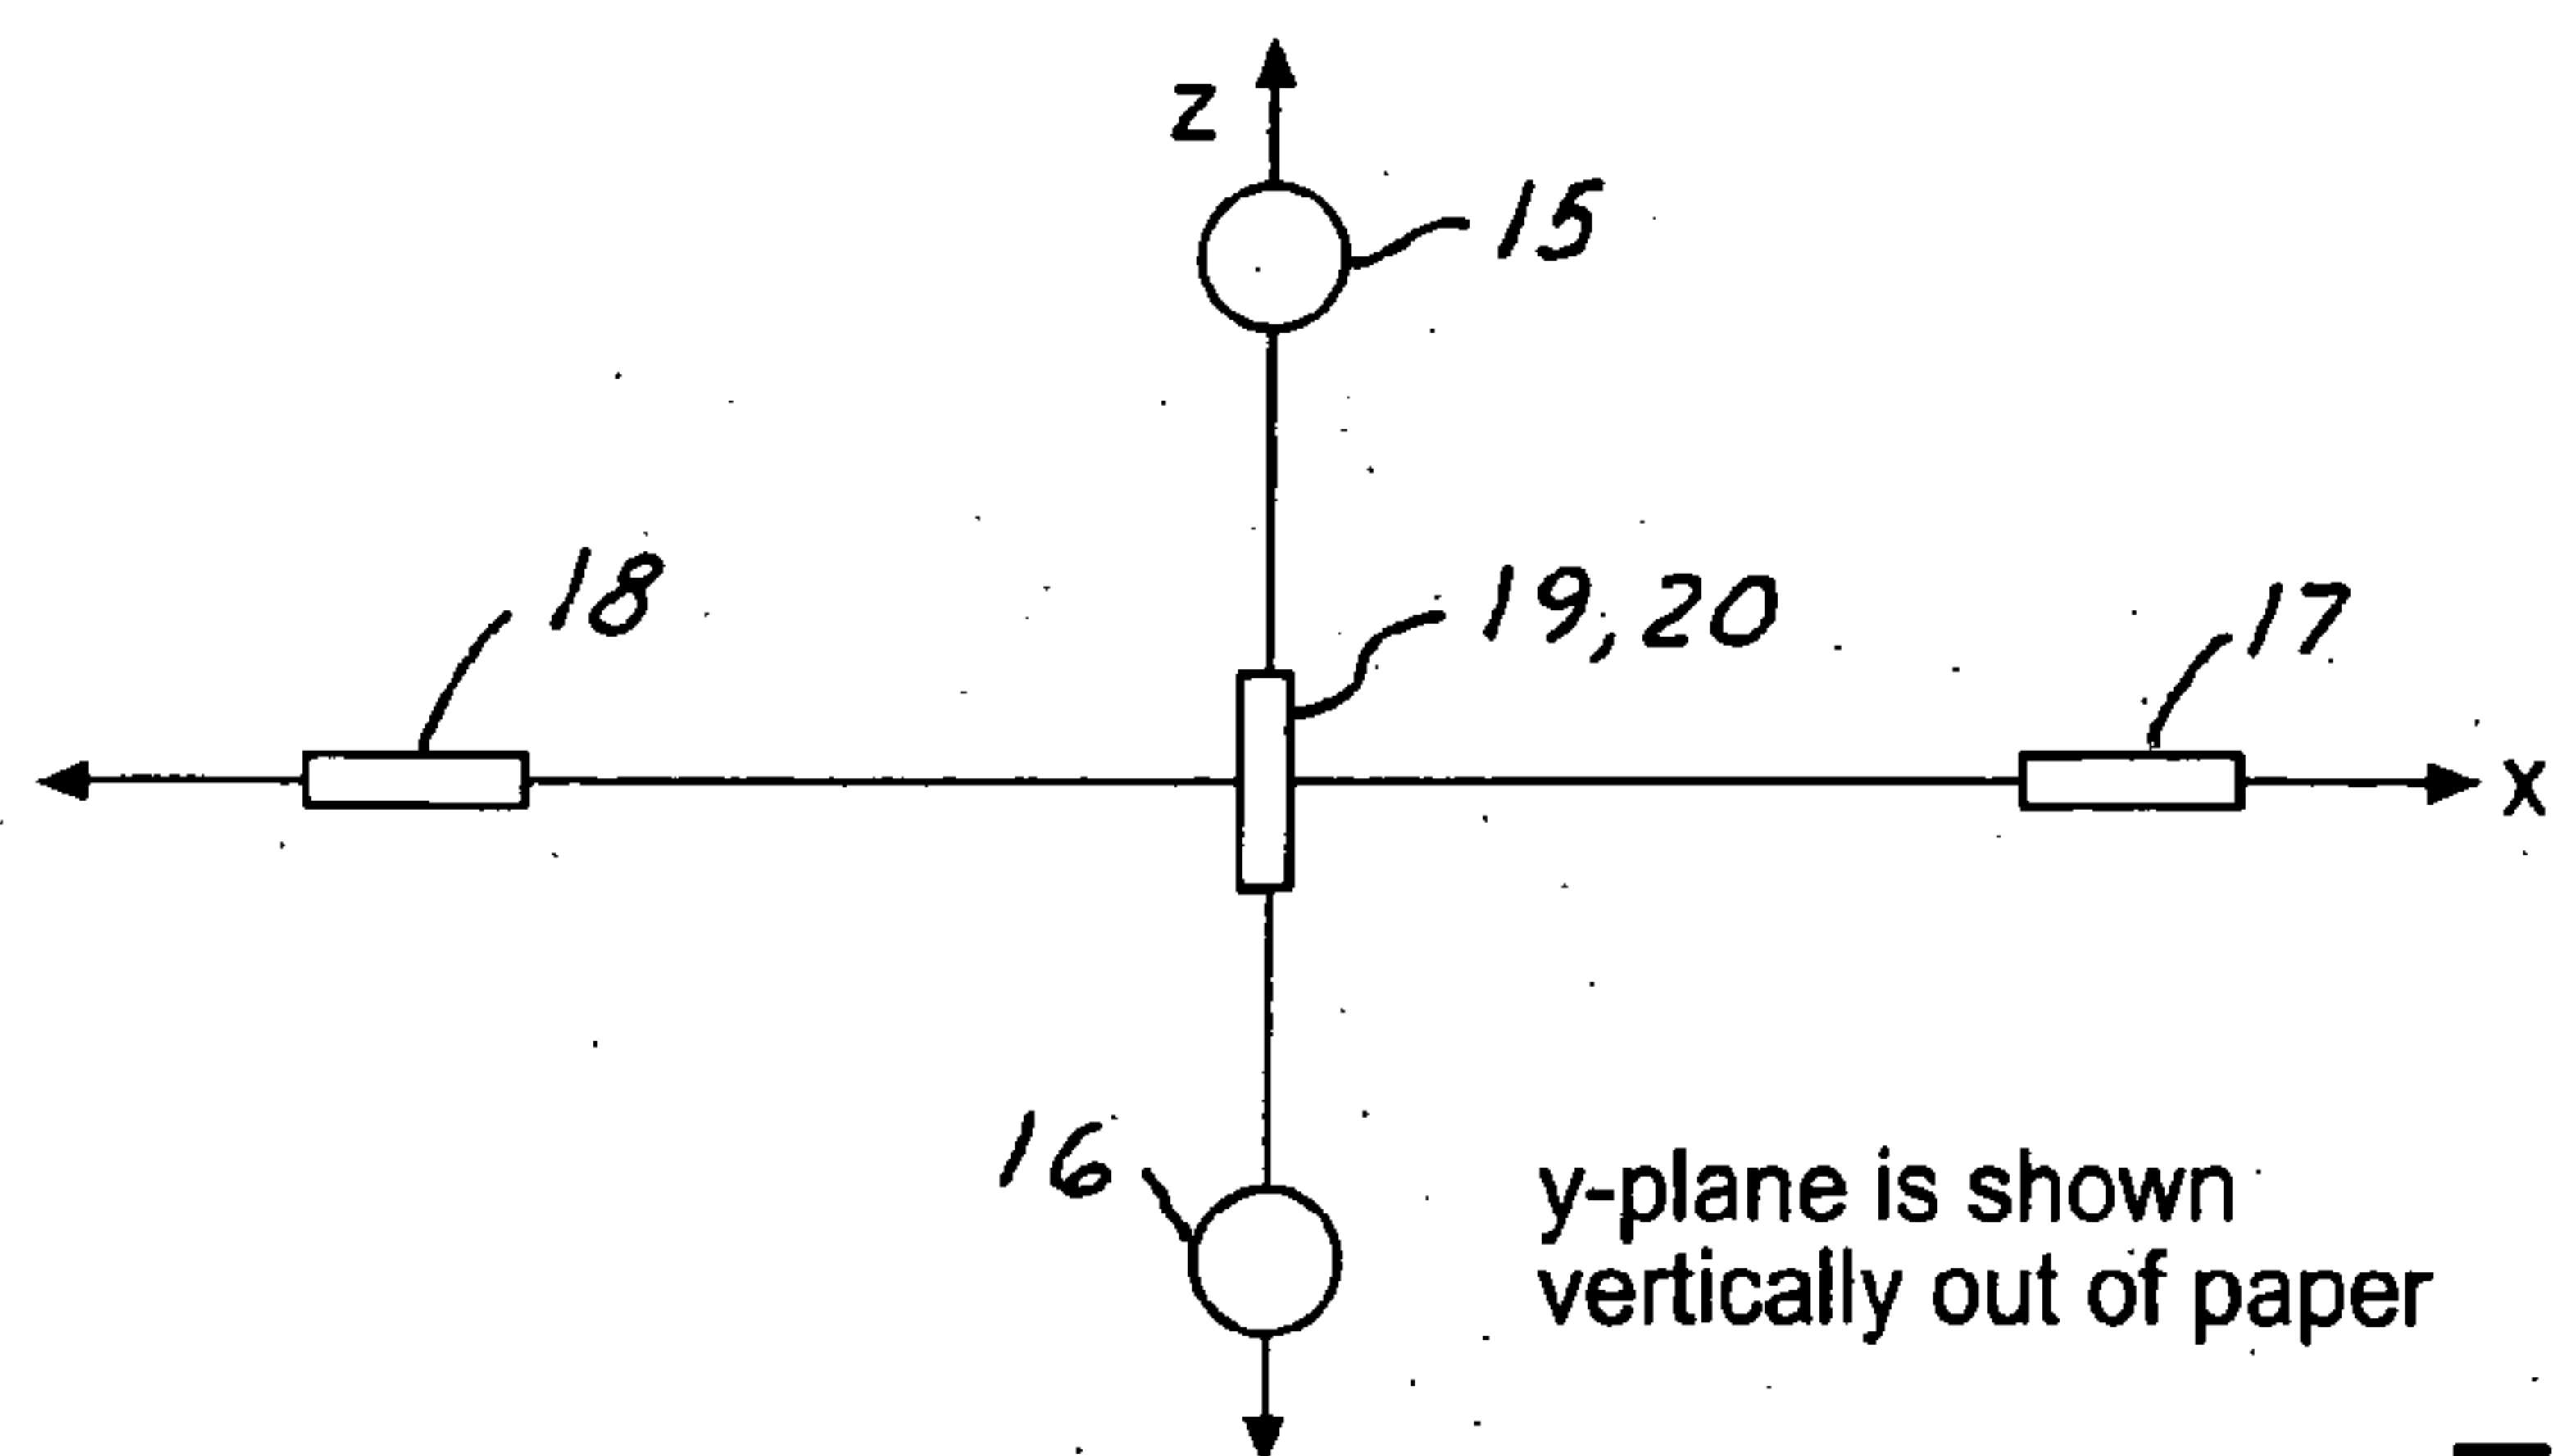 z
15
18
19,20
17
x
16
y-plane is shown
vertically out of paper